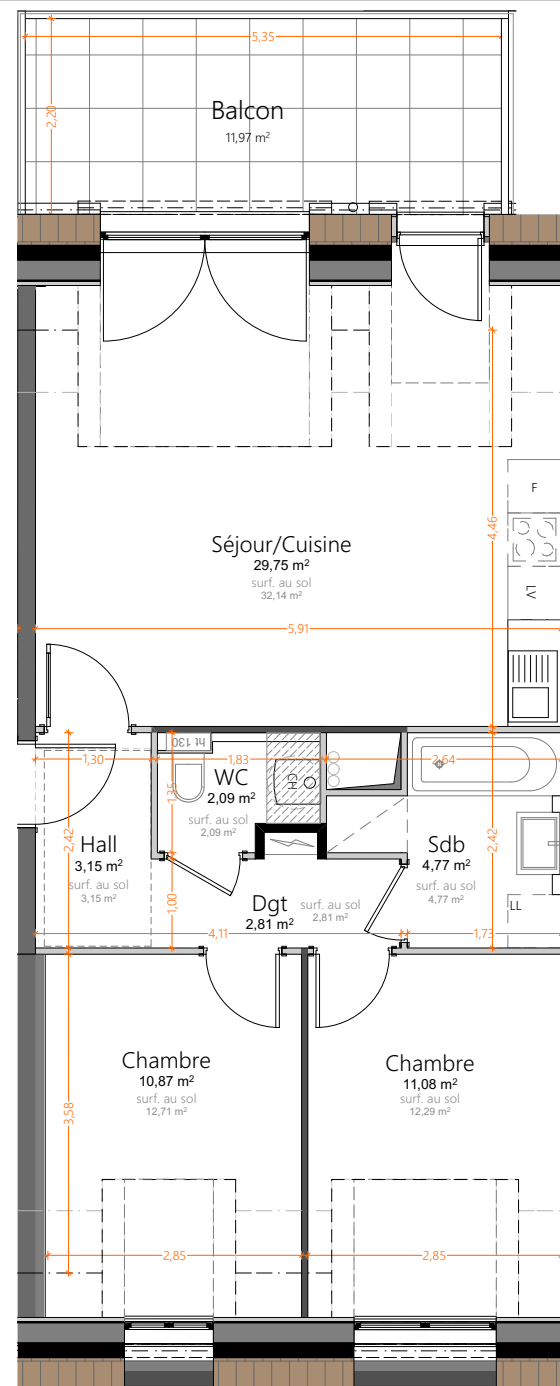 5,35
2,20
Balcon
11,97 m²
Séjour/Cuisine
29,75 m²
surf. au sol
32,14 m²
4,46
F
LV
5,91
1,30
ht 130
1,83
2,64
WC
2,09 m²
surf. au sol
2,09 m²
1,35
CH
Hall
3,15 m²
surf. au sol
3,15 m²
2,42
Sdb
4,77 m²
surf. au sol
4,77 m²
2,42
LL
Dgt
2,81 m²
surf. au sol
2,81 m²
1,00
4,11
1,73
Chambre
10,87 m²
surf. au sol
12,71 m²
Chambre
11,08 m²
surf. au sol
12,29 m²
3,58
2,85
2,85